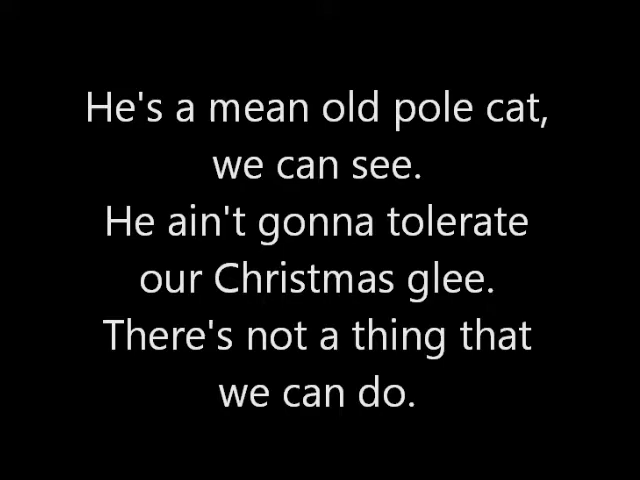 He's a mean old pole cat,
we can see.
He ain't gonna tolerate
our Christmas glee.
There's not a thing that
we can do.